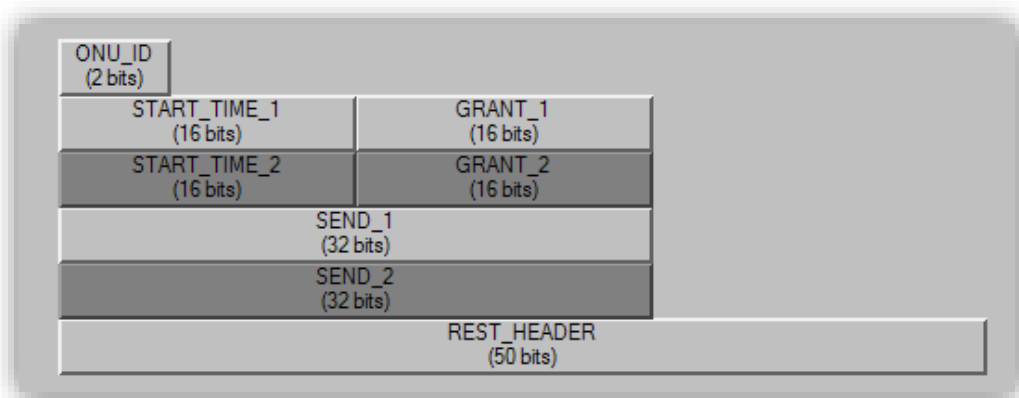 ONU_ID
(2 bits)
START_TIME_1
(16 bits)
GRANT_1
(16 bits)
START_TIME_2
(16 bits)
GRANT_2
(16 bits)
SEND_1
(32 bits)
SEND_2
(32 bits)
REST_HEADER
(50 bits)